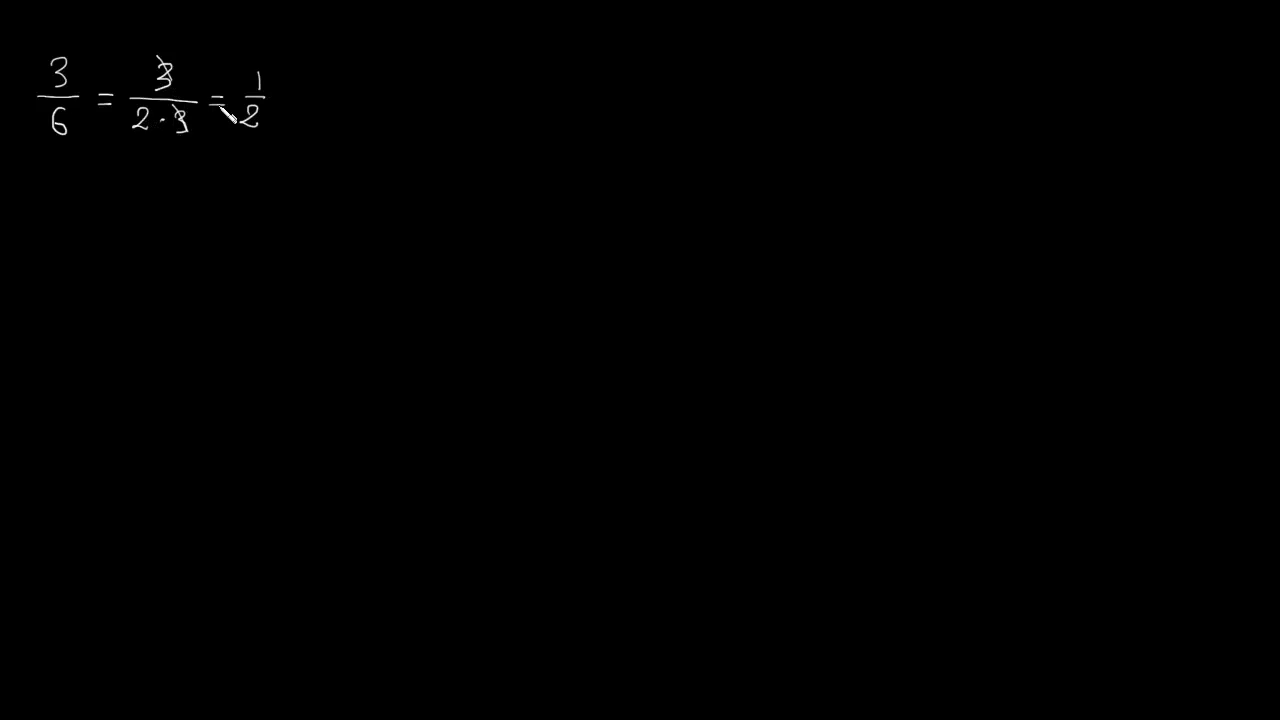 3/6 = 3/(2·3) = 1/2